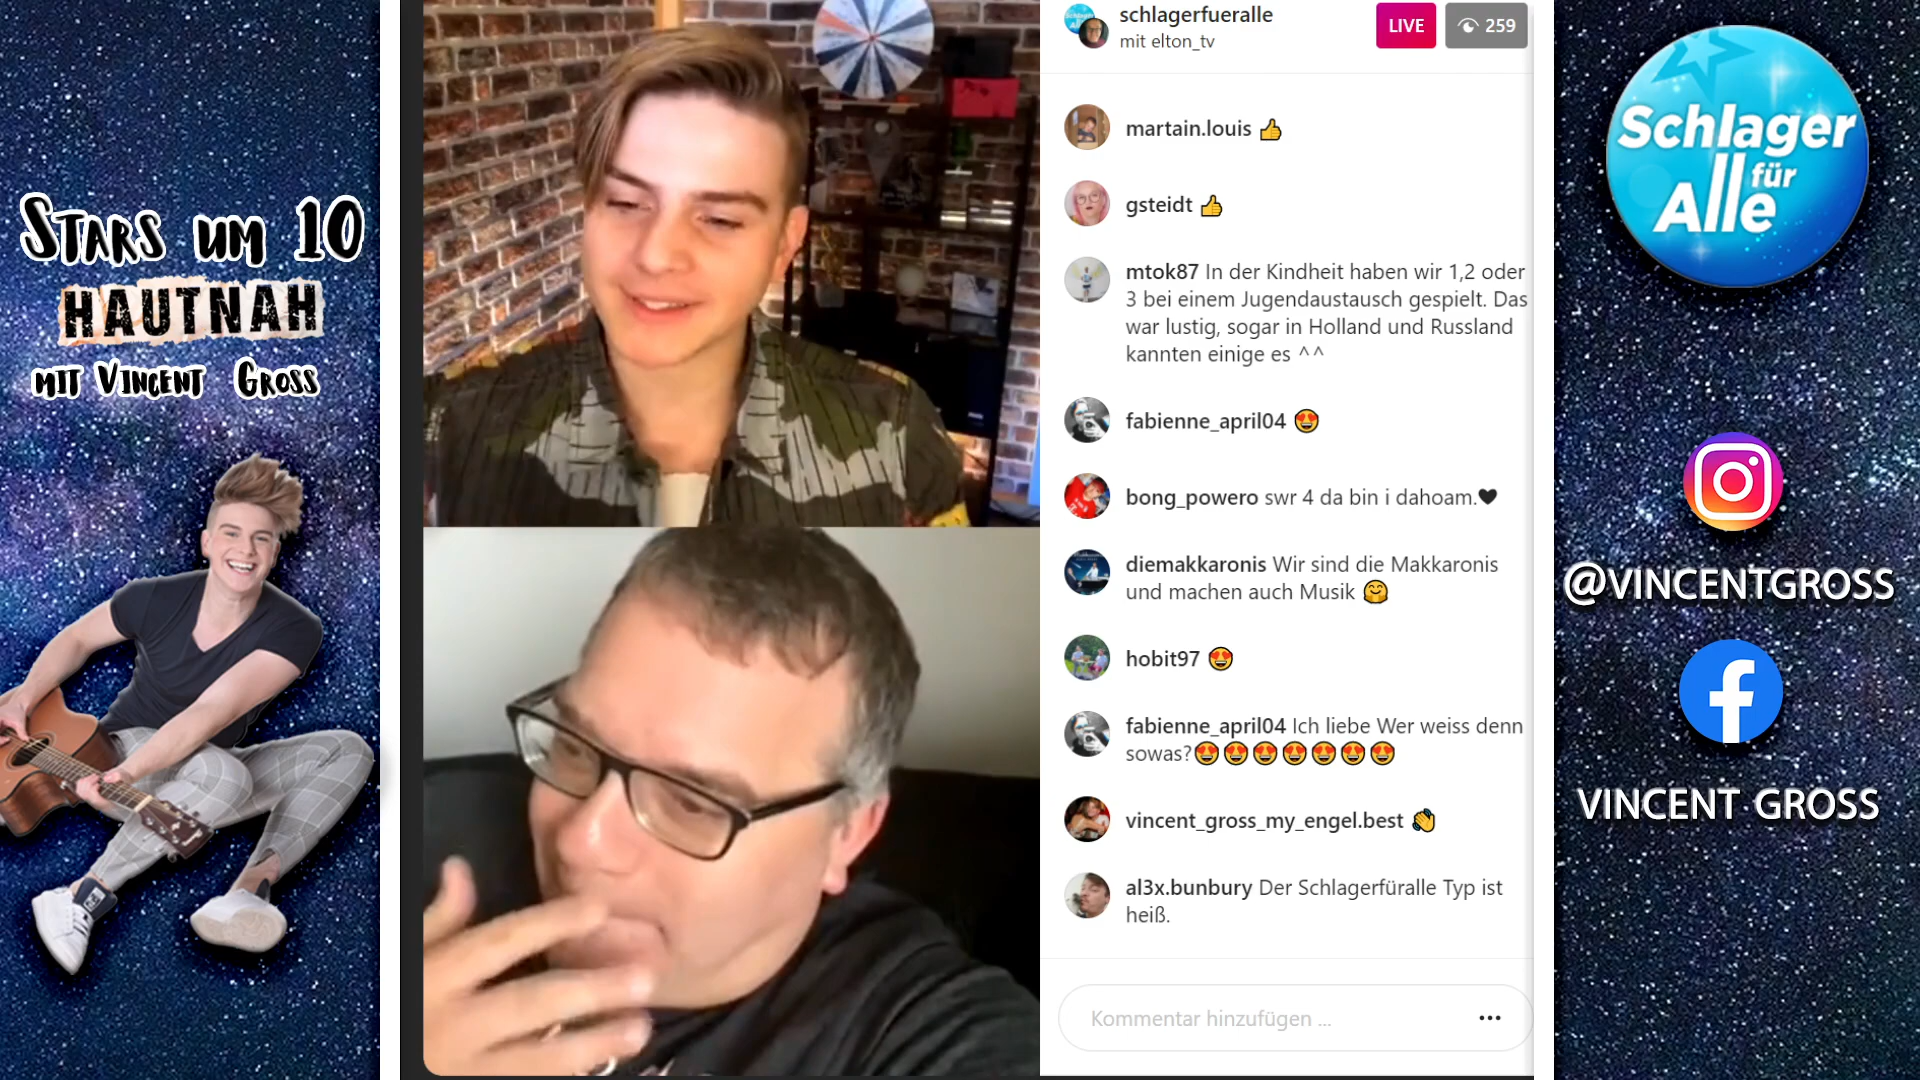 STARS UM 10
HAUTNAH
MIT VINCENT GROSS
schlagerfueralle
mit elton_tv
LIVE
259
martain.louis 👍
gsteidt 👍
mtok87 In der Kindheit haben wir 1,2 oder
3 bei einem Jugendaustausch gespielt. Das
war lustig, sogar in Holland und Russland
kannten einige es ^^
fabienne_april04 😍
bong_powero swr 4 da bin i dahoam.🖤
diemakkaronis Wir sind die Makkaronis
und machen auch Musik 🤗
hobit97 😍
fabienne_april04 Ich liebe Wer weiss denn
sowas?😍😍😍😍😍😍😍
vincent_gross_my_engel.best 👏
al3x.bunbury Der Schlagerfüralle Typ ist
heiß.
Kommentar hinzufügen ...
Schlager
für
Alle
@VINCENTGROSS
VINCENT GROSS